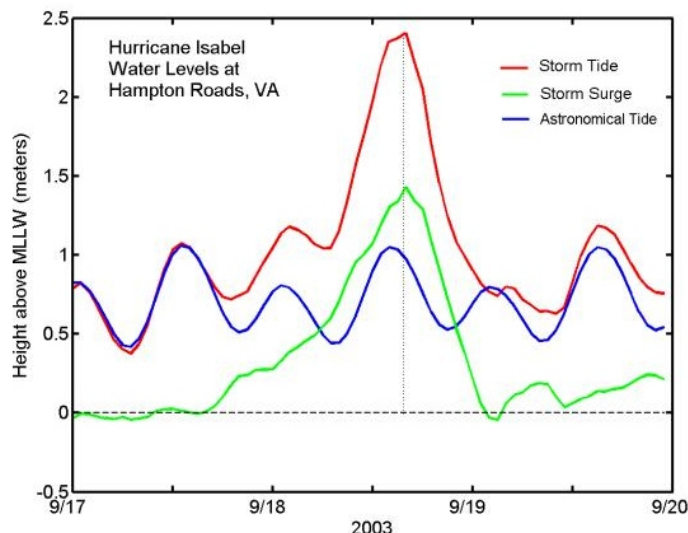 Hurricane Isabel
Water Levels at
Hampton Roads, VA
Storm Tide
Storm Surge
Astronomical Tide
Height above MLLW (meters)
2.5
2
1.5
1
0.5
0
-0.5
9/17
9/18
9/19
9/20
2003